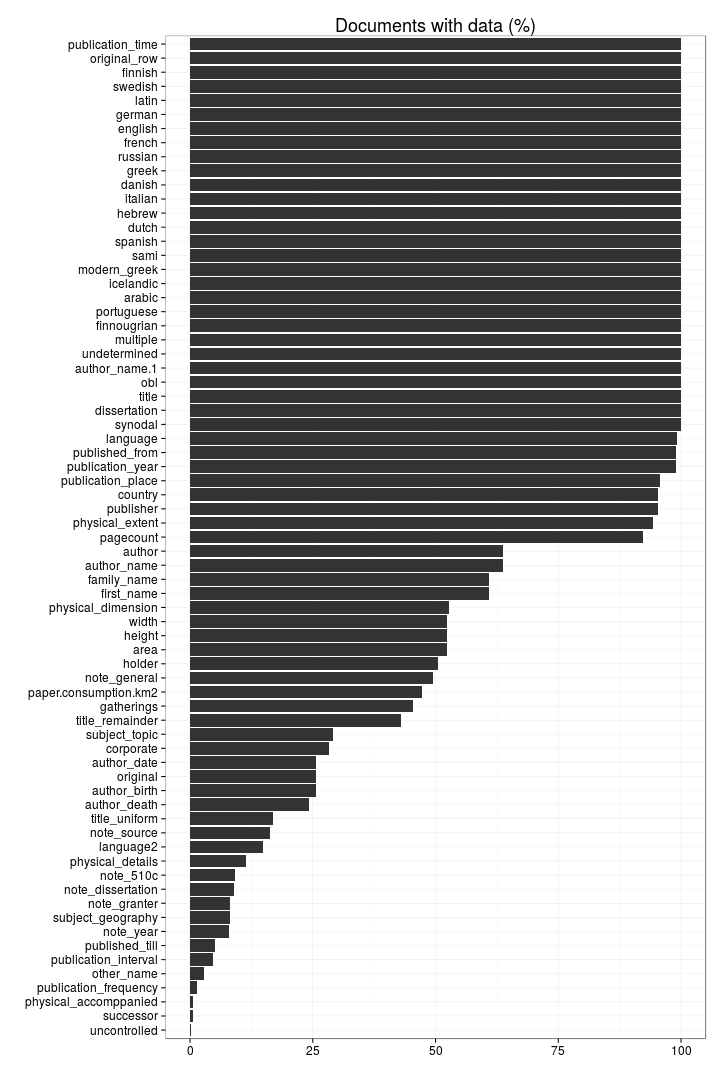 Documents with data (%)
publication_time
original_row
finnish
swedish
latin
german
english
french
russian
greek
danish
italian
hebrew
dutch
spanish
sami
modern_greek
icelandic
arabic
portuguese
finnougrian
multiple
undetermined
author_name.1
obl
title
dissertation
synodal
language
published_from
publication_year
publication_place
country
publisher
physical_extent
pagecount
author
author_name
family_name
first_name
physical_dimension
width
height
area
holder
note_general
paper.consumption.km2
gatherings
title_remainder
subject_topic
corporate
author_date
original
author_birth
author_death
title_uniform
note_source
language2
physical_details
note_510c
note_dissertation
note_granter
subject_geography
note_year
published_till
publication_interval
other_name
publication_frequency
physical_accomppanied
successor
uncontrolled
0 25 50 75 100